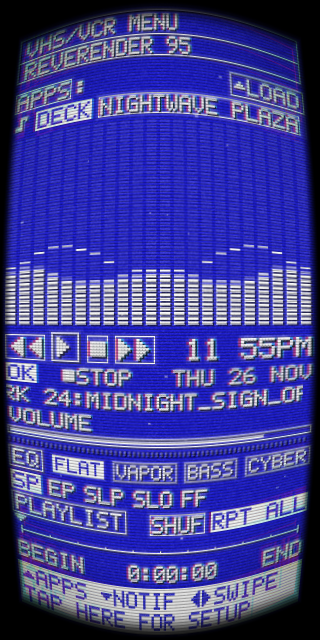 VHS/VCR MENU
REVERENDER 95
APPS: ▲LOAD
♪ DECK NIGHTWAVE PLAZA
11 55PM
OK ■STOP THU 26 NOV
24:MIDNIGHT_SIGN_OF
VOLUME
EQ FLAT VAPOR BASS CYBER
SP EP SLP SLO FF
PLAYLIST SHUF RPT ALL
BEGIN 0:00:00 END
▲APPS ▼NOTIF ◀▶SWIPE
TAP HERE FOR SETUP